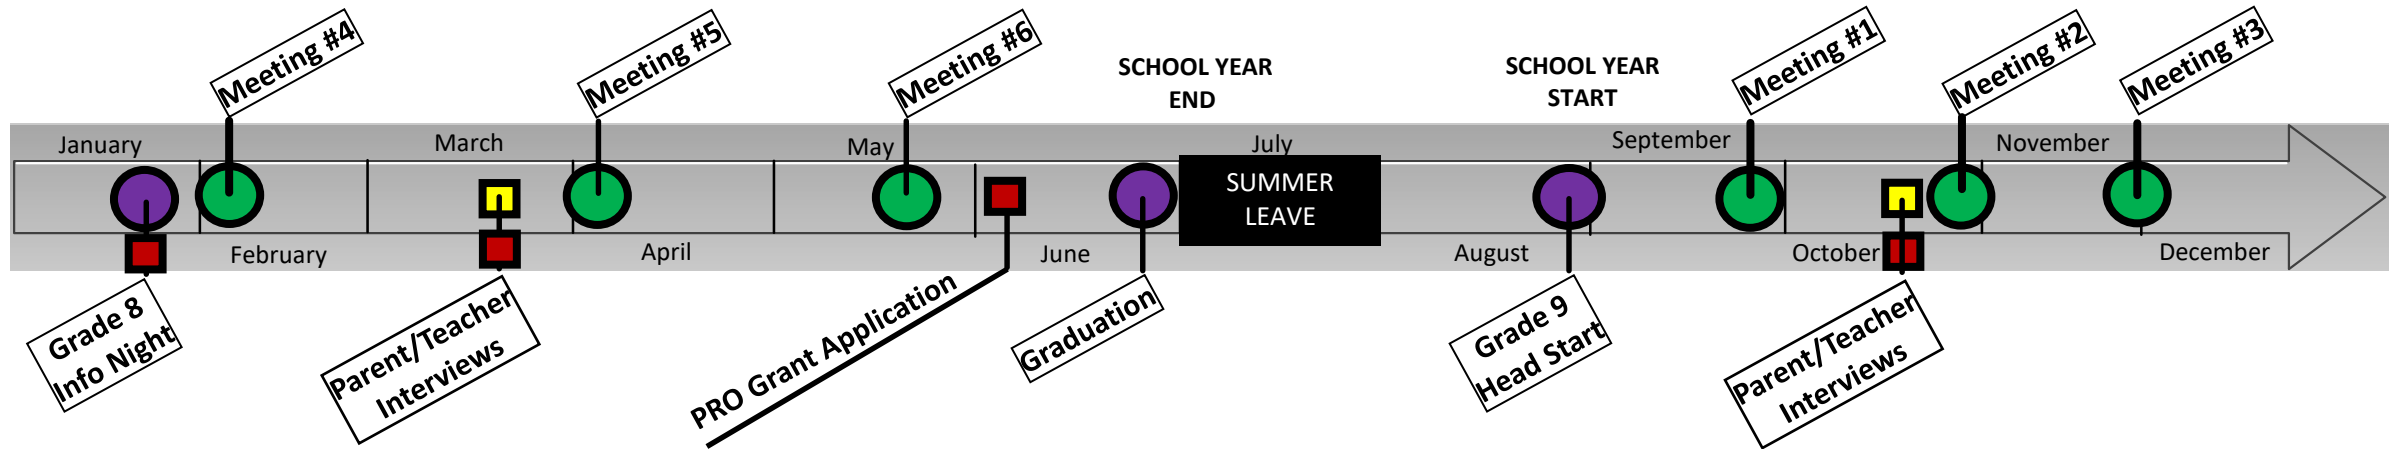 Meeting #4
Meeting #5
Meeting #6
SCHOOL YEAR
END
SCHOOL YEAR
START
Meeting #1
Meeting #2
Meeting #3
January
March
May
July
September
November
SUMMER
LEAVE
February
April
June
August
October
December
Grade 8
Info Night
Parent/Teacher
Interviews
PRO Grant Application
Graduation
Grade 9
Head Start
Parent/Teacher
Interviews